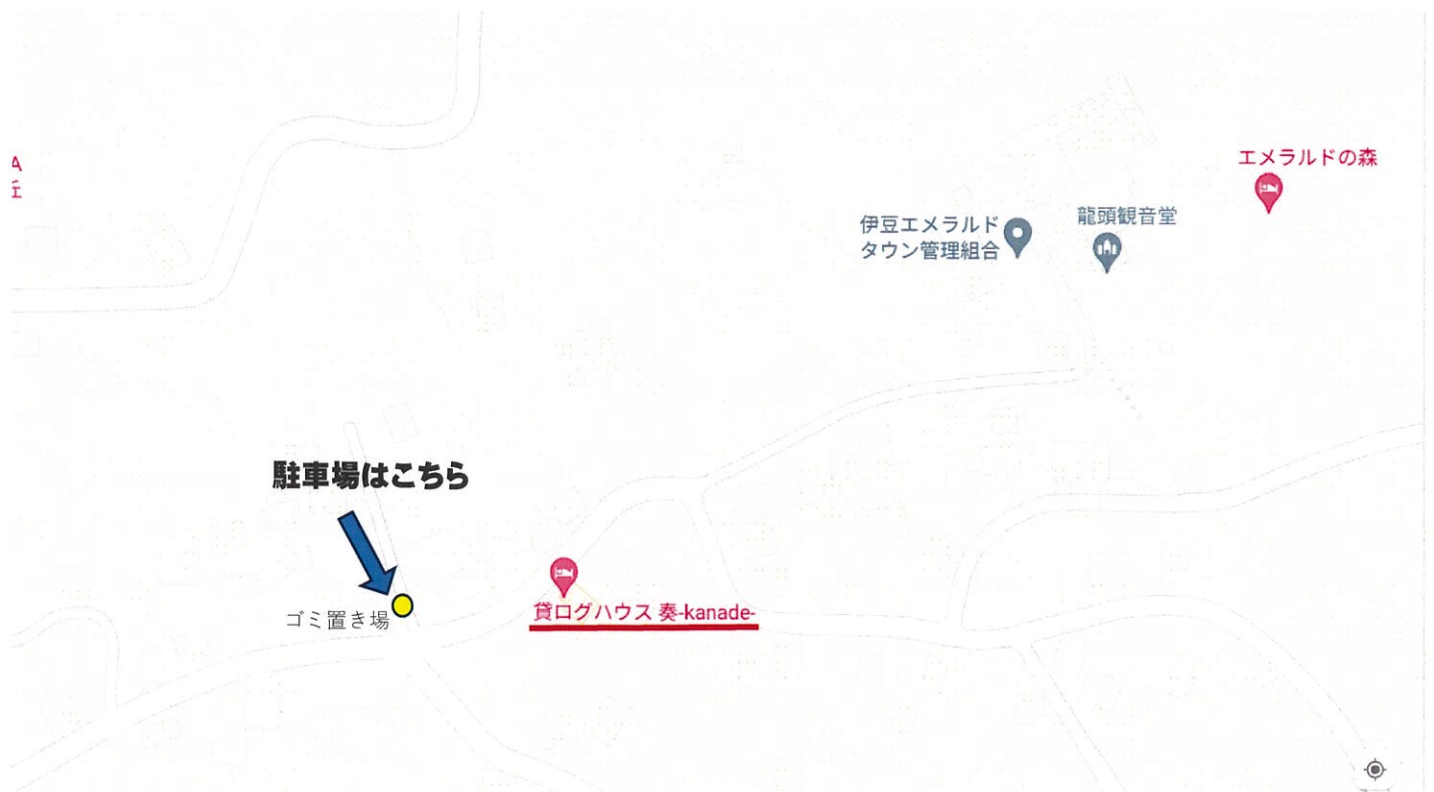 エメラルドの森
龍頭観音堂
伊豆エメラルド
タウン管理組合
A
丘
駐車場はこちら
ゴミ置き場
貸ログハウス 奏-kanade-